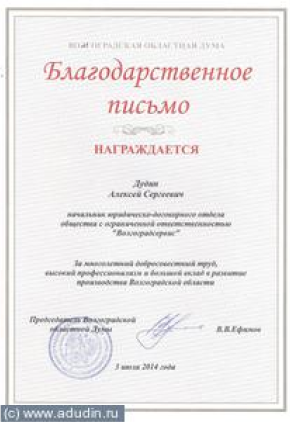 ВОЛГОГРАДСКАЯ ОБЛАСТНАЯ ДУМА
Благодарственное
письмо
НАГРАЖДАЕТСЯ
Дудин
Алексей Сергеевич
начальник юридическо-договорного отдела
общества с ограниченной ответственностью
"Волгоградсервис"
За многолетний добросовестный труд,
высокий профессионализм и большой вклад в развитие
производства Волгоградской области
Председатель Волгоградской
областной Думы
В.В.Ефимов
3 июля 2014 года
(c) www.adudin.ru